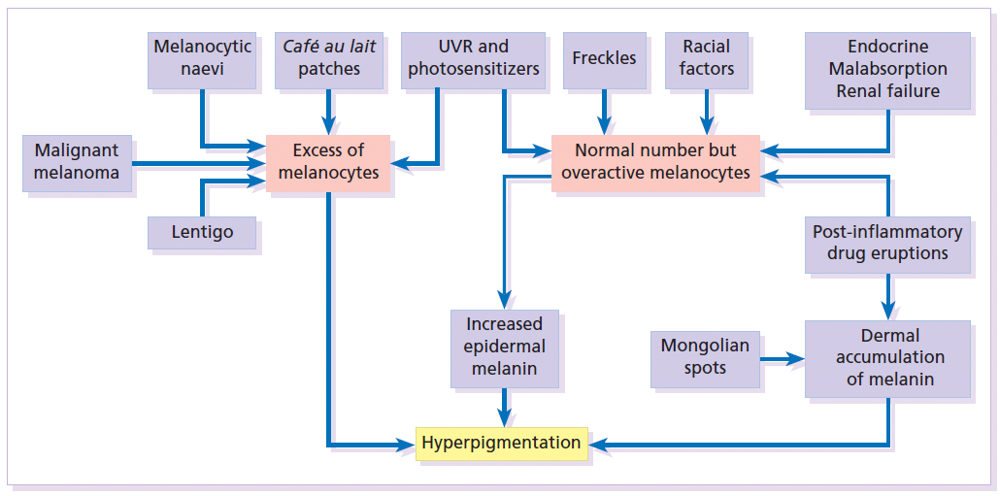 Melanocytic
naevi
Café au lait
patches
UVR and
photosensitizers
Freckles
Racial
factors
Endocrine
Malabsorption
Renal failure
Malignant
melanoma
Excess of
melanocytes
Normal number but
overactive melanocytes
Lentigo
Post-inflammatory
drug eruptions
Increased
epidermal
melanin
Mongolian
spots
Dermal
accumulation
of melanin
Hyperpigmentation